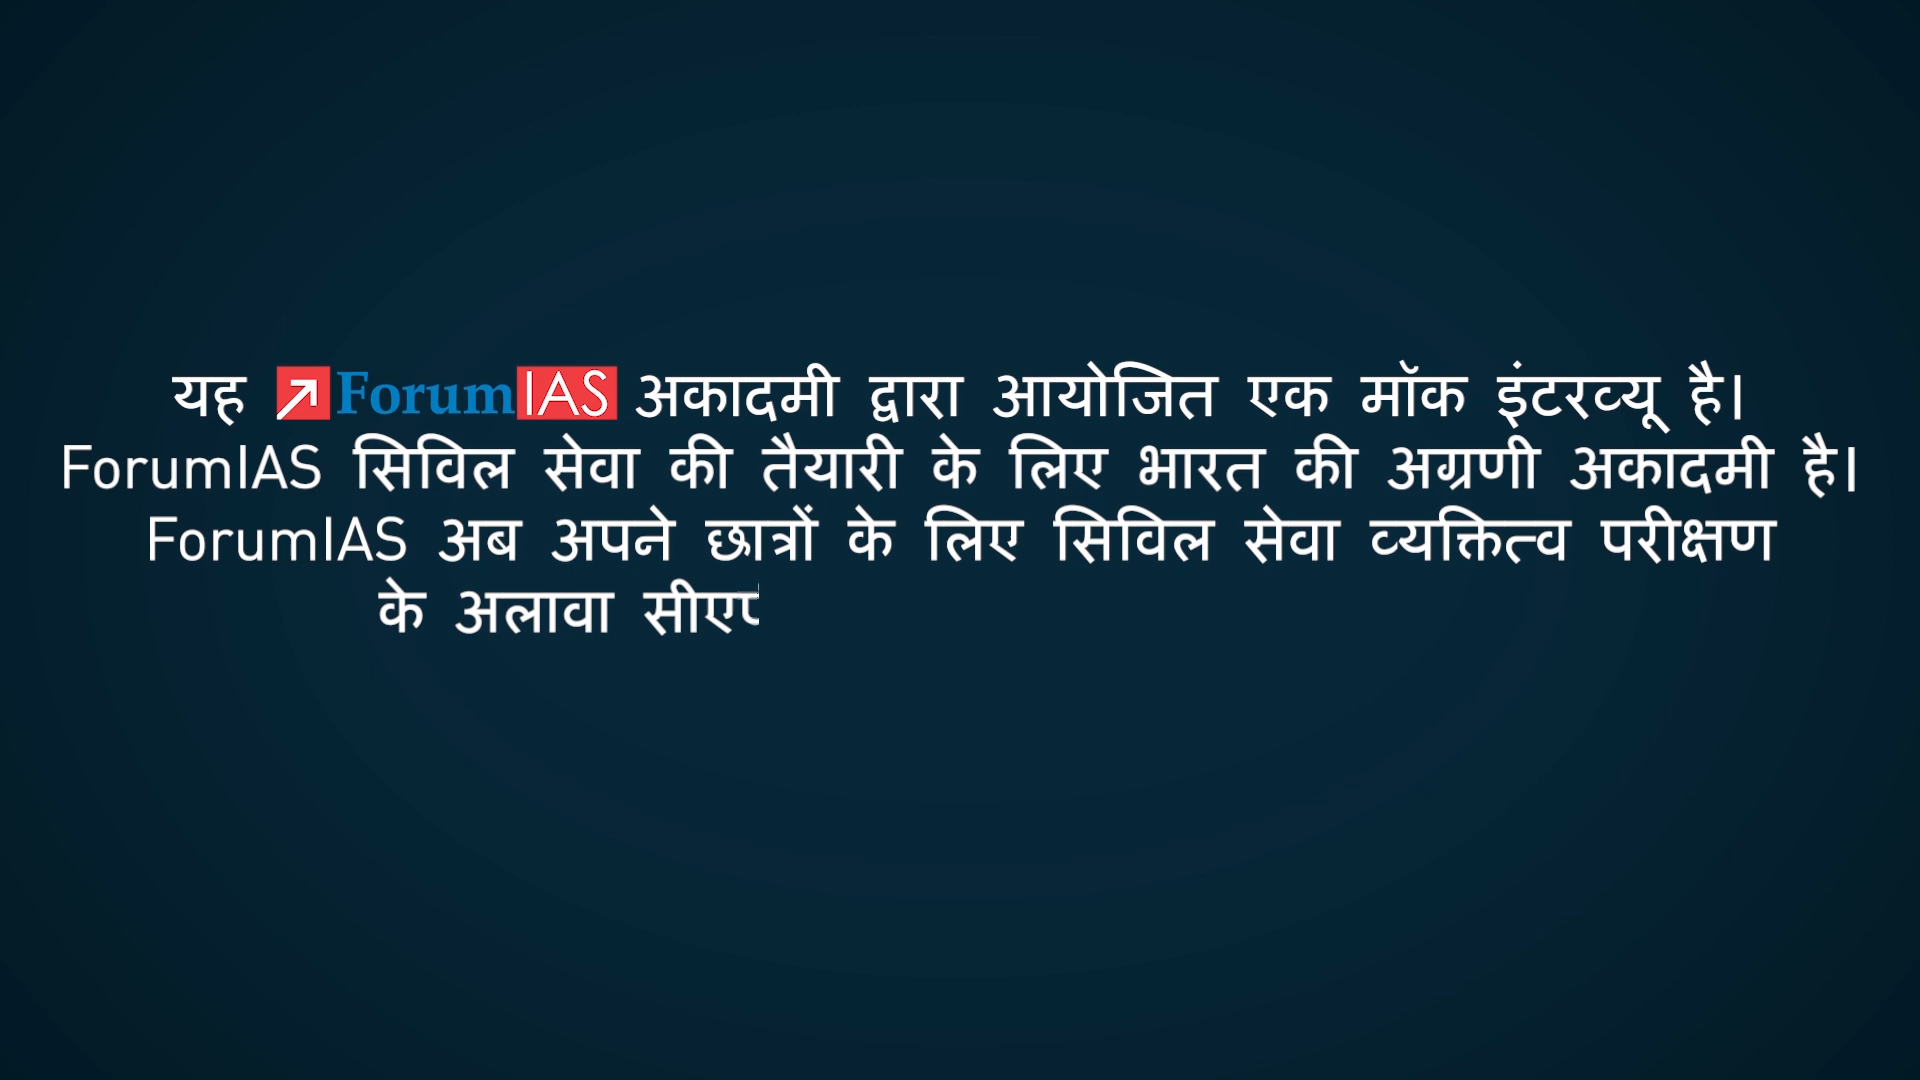 यह ForumIAS अकादमी द्वारा आयोजित एक मॉक इंटरव्यू है।
ForumIAS सिविल सेवा की तैयारी के लिए भारत की अग्रणी अकादमी है।
ForumIAS अब अपने छात्रों के लिए सिविल सेवा व्यक्तित्व परीक्षण
के अलावा